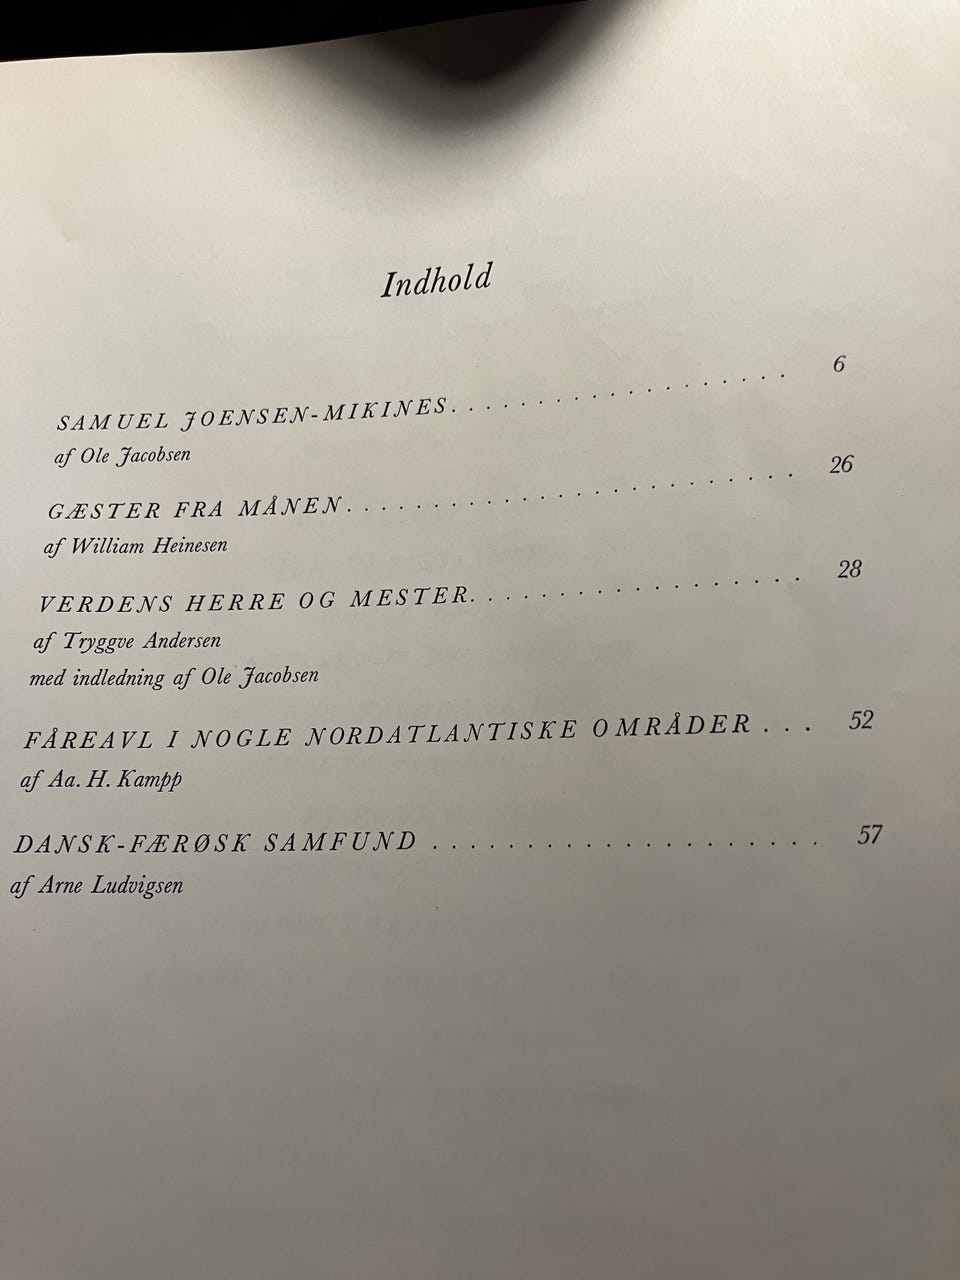 Indhold
SAMUEL JOENSEN-MIKINES. . . . . . . . . . . . . . . . . . 6
af Ole Jacobsen
GÆSTER FRA MÅNEN. . . . . . . . . . . . . . . . . . . . . . . . 26
af William Heinesen
VERDENS HERRE OG MESTER. . . . . . . . . . . . . . . . . . 28
af Tryggve Andersen
med indledning af Ole Jacobsen
FÅREAVL I NOGLE NORDATLANTISKE OMRÅDER . . . 52
af Aa. H. Kampp
DANSK-FÆRØSK SAMFUND . . . . . . . . . . . . . . . . . . . . . 57
af Arne Ludvigsen